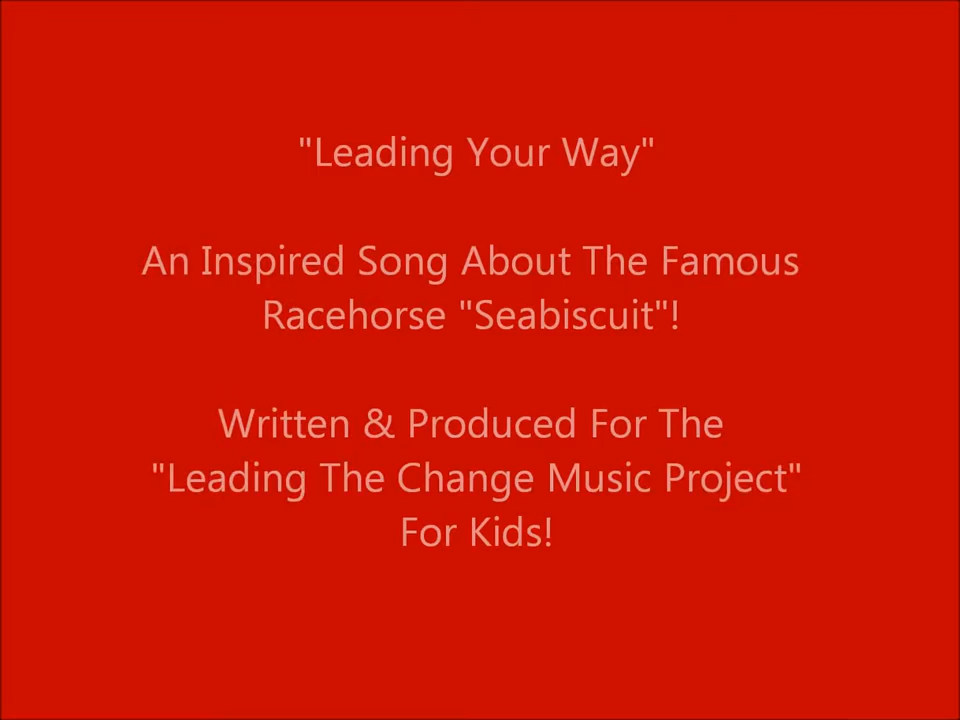 "Leading Your Way"
An Inspired Song About The Famous
Racehorse "Seabiscuit"!
Written & Produced For The
"Leading The Change Music Project"
For Kids!